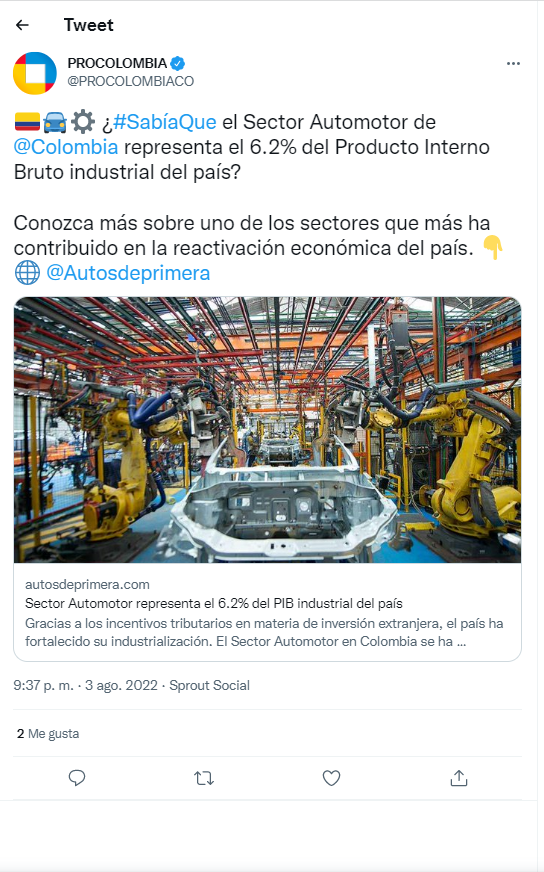 Tweet
PROCOLOMBIA
@PROCOLOMBIACO
¿#SabíaQue el Sector Automotor de
@Colombia representa el 6.2% del Producto Interno
Bruto industrial del país?
Conozca más sobre uno de los sectores que más ha
contribuido en la reactivación económica del país.
@Autosdeprimera
autosdeprimera.com
Sector Automotor representa el 6.2% del PIB industrial del país
Gracias a los incentivos tributarios en materia de inversión extranjera, el país ha
fortalecido su industrialización. El Sector Automotor en Colombia se ha ...
9:37 p. m. · 3 ago. 2022 · Sprout Social
2 Me gusta